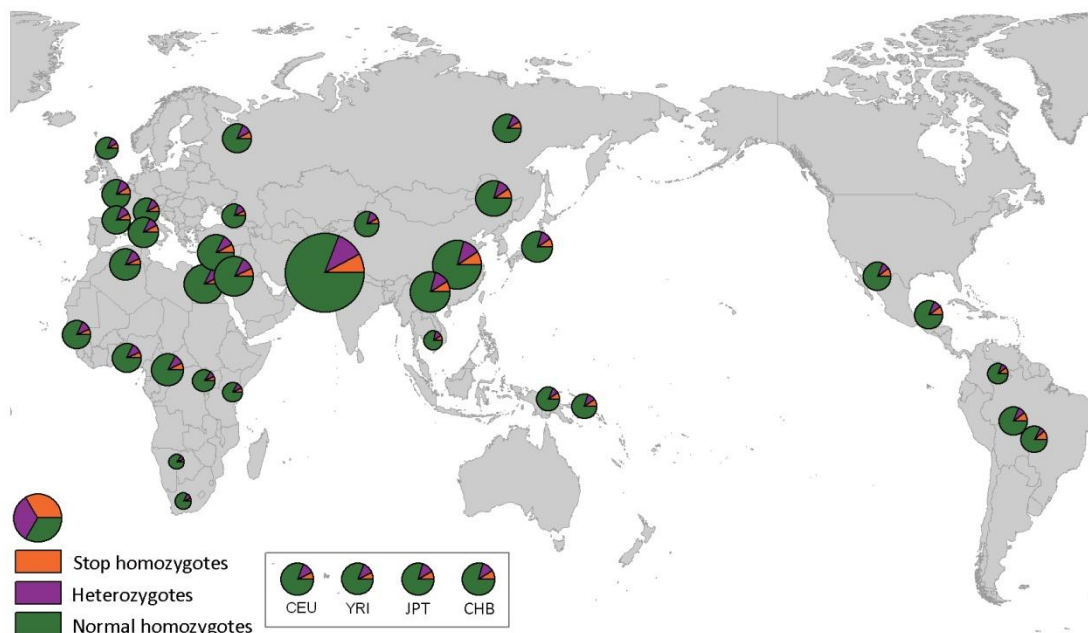 Stop homozygotes
Heterozygotes
Normal homozygotes
CEU YRI JPT CHB